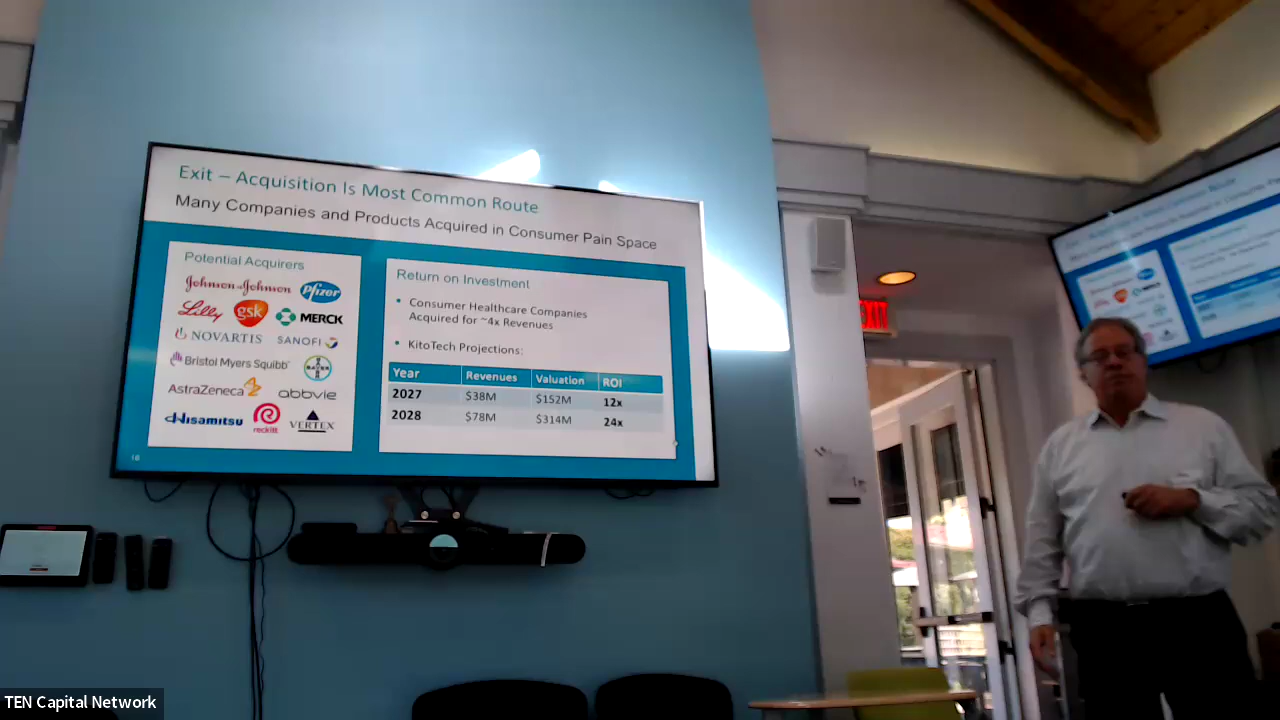 Exit – Acquisition Is Most Common Route
Many Companies and Products Acquired in Consumer Pain Space
Potential Acquirers
Johnson & Johnson
Pfizer
Lilly
gsk
MERCK
NOVARTIS
SANOFI
Bristol Myers Squibb
BAYER
AstraZeneca
abbvie
Hisamitsu
reckitt
VERTEX
Return on Investment
• Consumer Healthcare Companies
Acquired for ~4x Revenues
• KitoTech Projections:
Year Revenues Valuation ROI
2027 $38M $152M 12x
2028 $78M $314M 24x
EXIT
TEN Capital Network